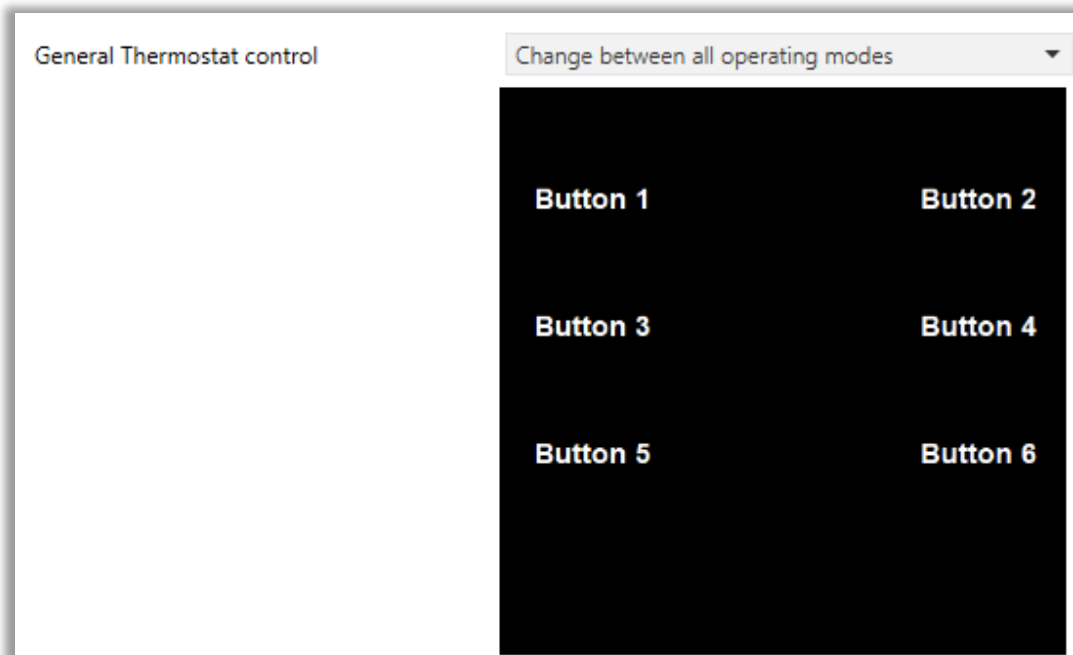 General Thermostat control
Change between all operating modes
Button 1
Button 2
Button 3
Button 4
Button 5
Button 6